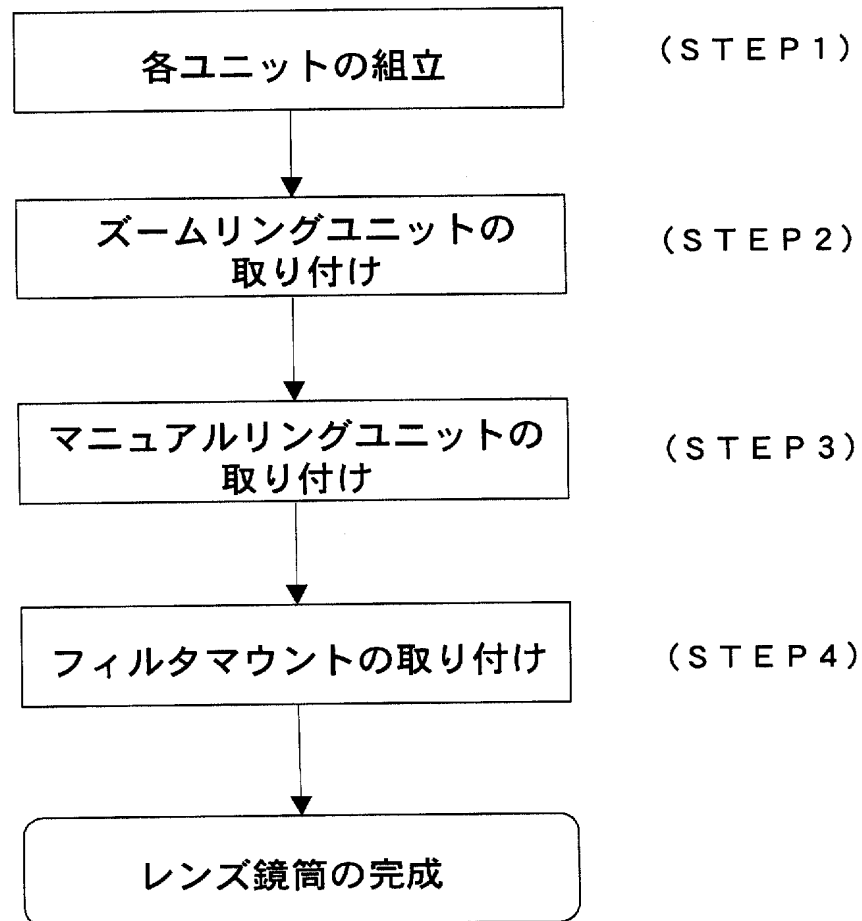 各ユニットの組立
(STEP1)
ズームリングユニットの
取り付け
(STEP2)
マニュアルリングユニットの
取り付け
(STEP3)
フィルタマウントの取り付け
(STEP4)
レンズ鏡筒の完成